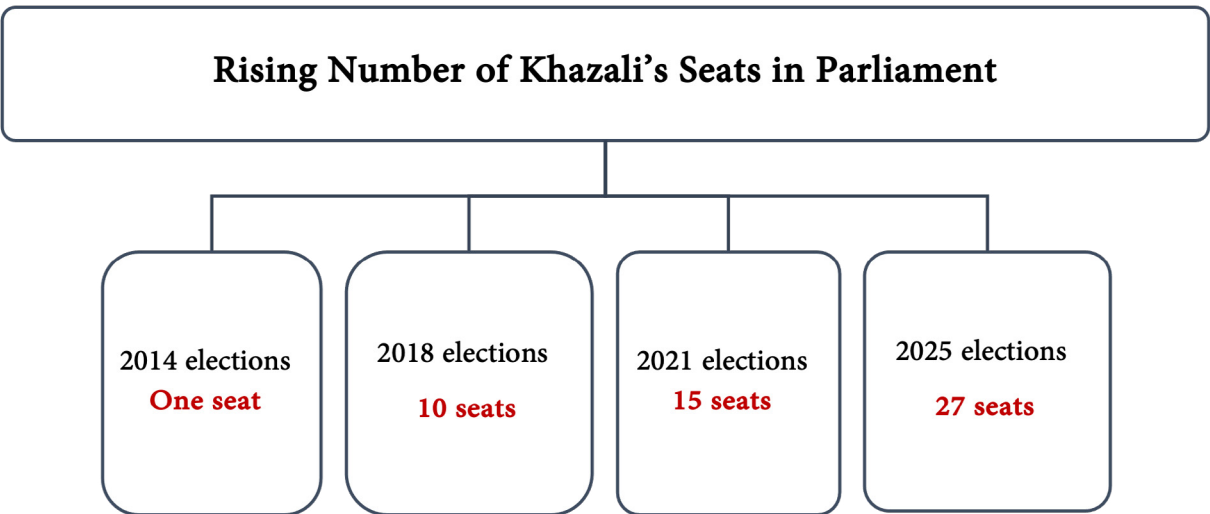 Rising Number of Khazali’s Seats in Parliament
2014 elections
One seat
2018 elections
10 seats
2021 elections
15 seats
2025 elections
27 seats